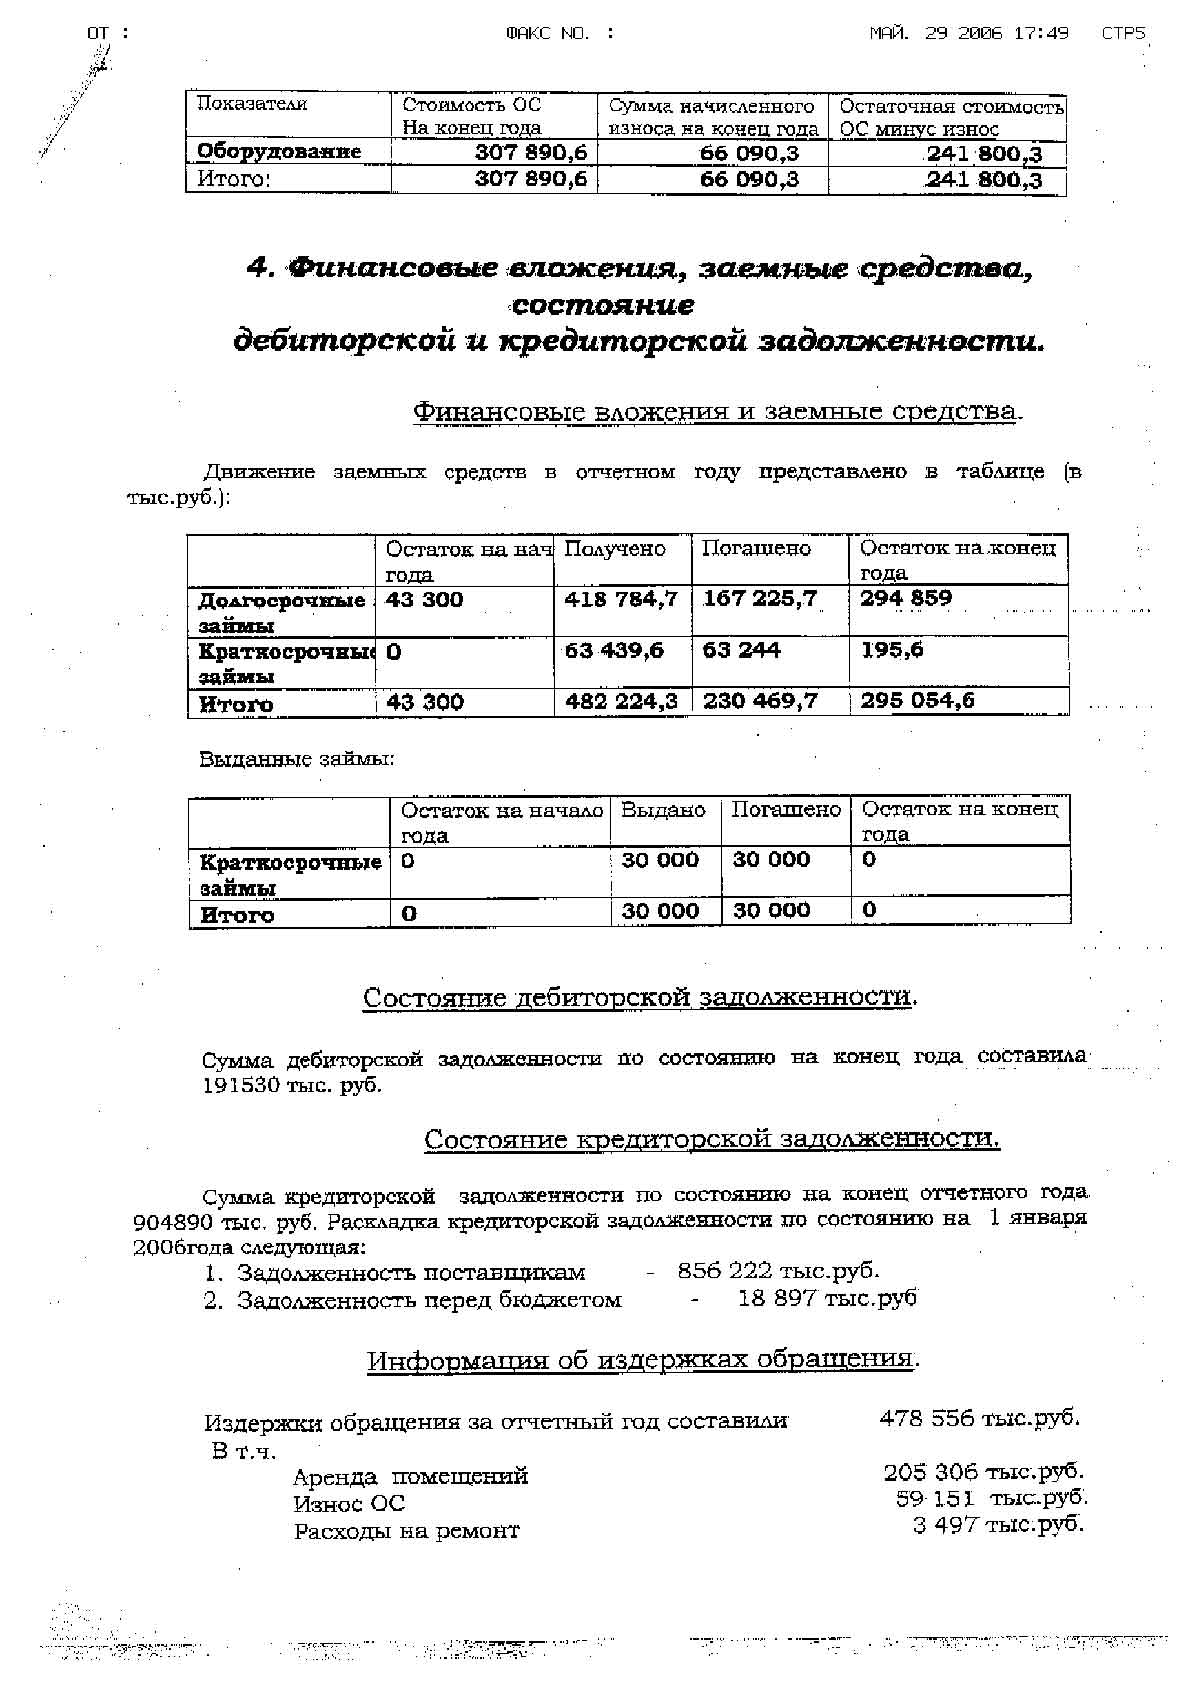 ОТ : ФАКС NO. : МАЙ. 29 2006 17:49 СТР5
Показатели Стоимость ОС Сумма начисленного Остаточная стоимость
На конец года износа на конец года ОС минус износ
Оборудование 307 890,6 66 090,3 241 800,3
Итого: 307 890,6 66 090,3 241 800,3
4. Финансовые вложения, заемные средства,
состояние
дебиторской и кредиторской задолженности.
Финансовые вложения и заемные средства.
Движение заемных средств в отчетном году представлено в таблице (в
тыс.руб.):
Остаток на нач Получено Погашено Остаток на конец
года года
Долгосрочные 43 300 418 784,7 167 225,7 294 859
займы
Краткосрочные 0 63 439,6 63 244 195,6
займы
Итого 43 300 482 224,3 230 469,7 295 054,6
Выданные займы:
Остаток на начало Выдано Погашено Остаток на конец
года года
Краткосрочные 0 30 000 30 000 0
займы
Итого 0 30 000 30 000 0
Состояние дебиторской задолженности.
Сумма дебиторской задолженности по состоянию на конец года составила
191530 тыс. руб.
Состояние кредиторской задолженности.
Сумма кредиторской задолженности по состоянию на конец отчетного года
904890 тыс. руб. Раскладка кредиторской задолженности по состоянию на 1 января
2006года следующая:
1. Задолженность поставщикам - 856 222 тыс.руб.
2. Задолженность перед бюджетом - 18 897 тыс.руб
Информация об издержках обращения.
Издержки обращения за отчетный год составили 478 556 тыс.руб.
В т.ч.
Аренда помещений 205 306 тыс.руб.
Износ ОС 59 151 тыс.руб.
Расходы на ремонт 3 497 тыс.руб.